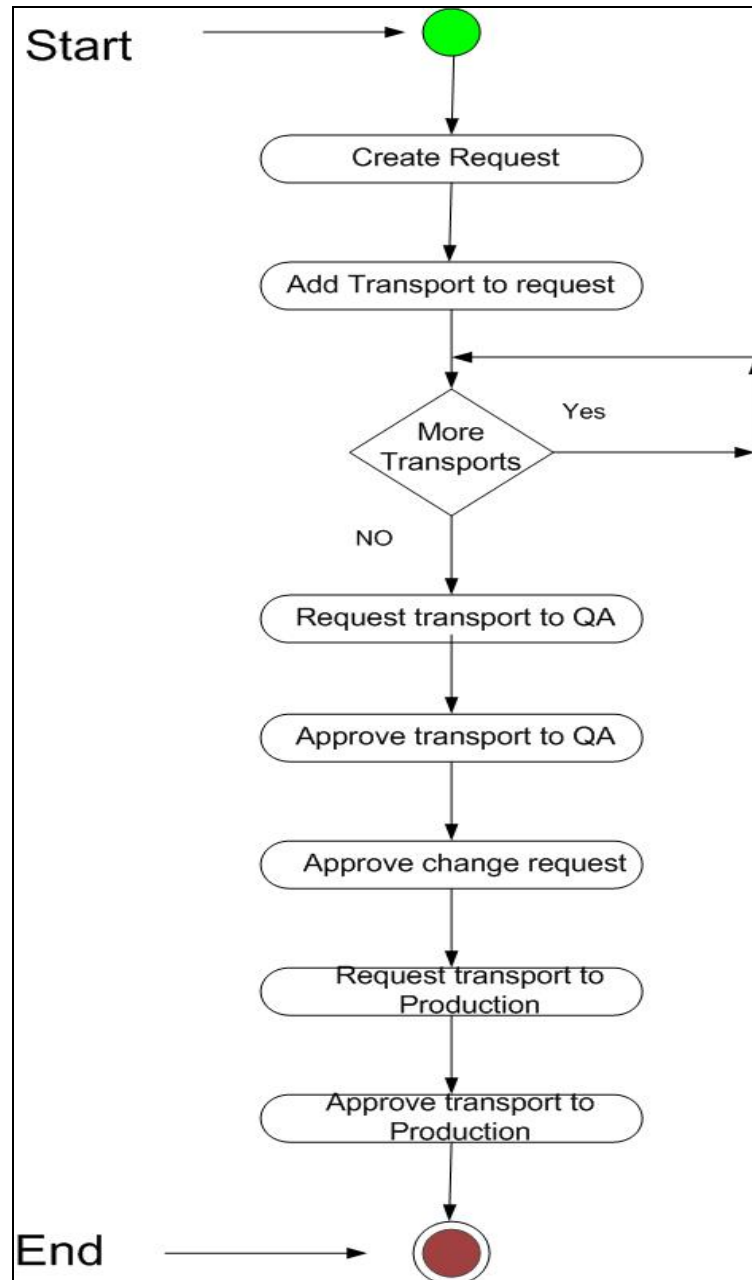 Start
Create Request
Add Transport to request
More
Transports
Yes
NO
Request transport to QA
Approve transport to QA
Approve change request
Request transport to
Production
Approve transport to
Production
End